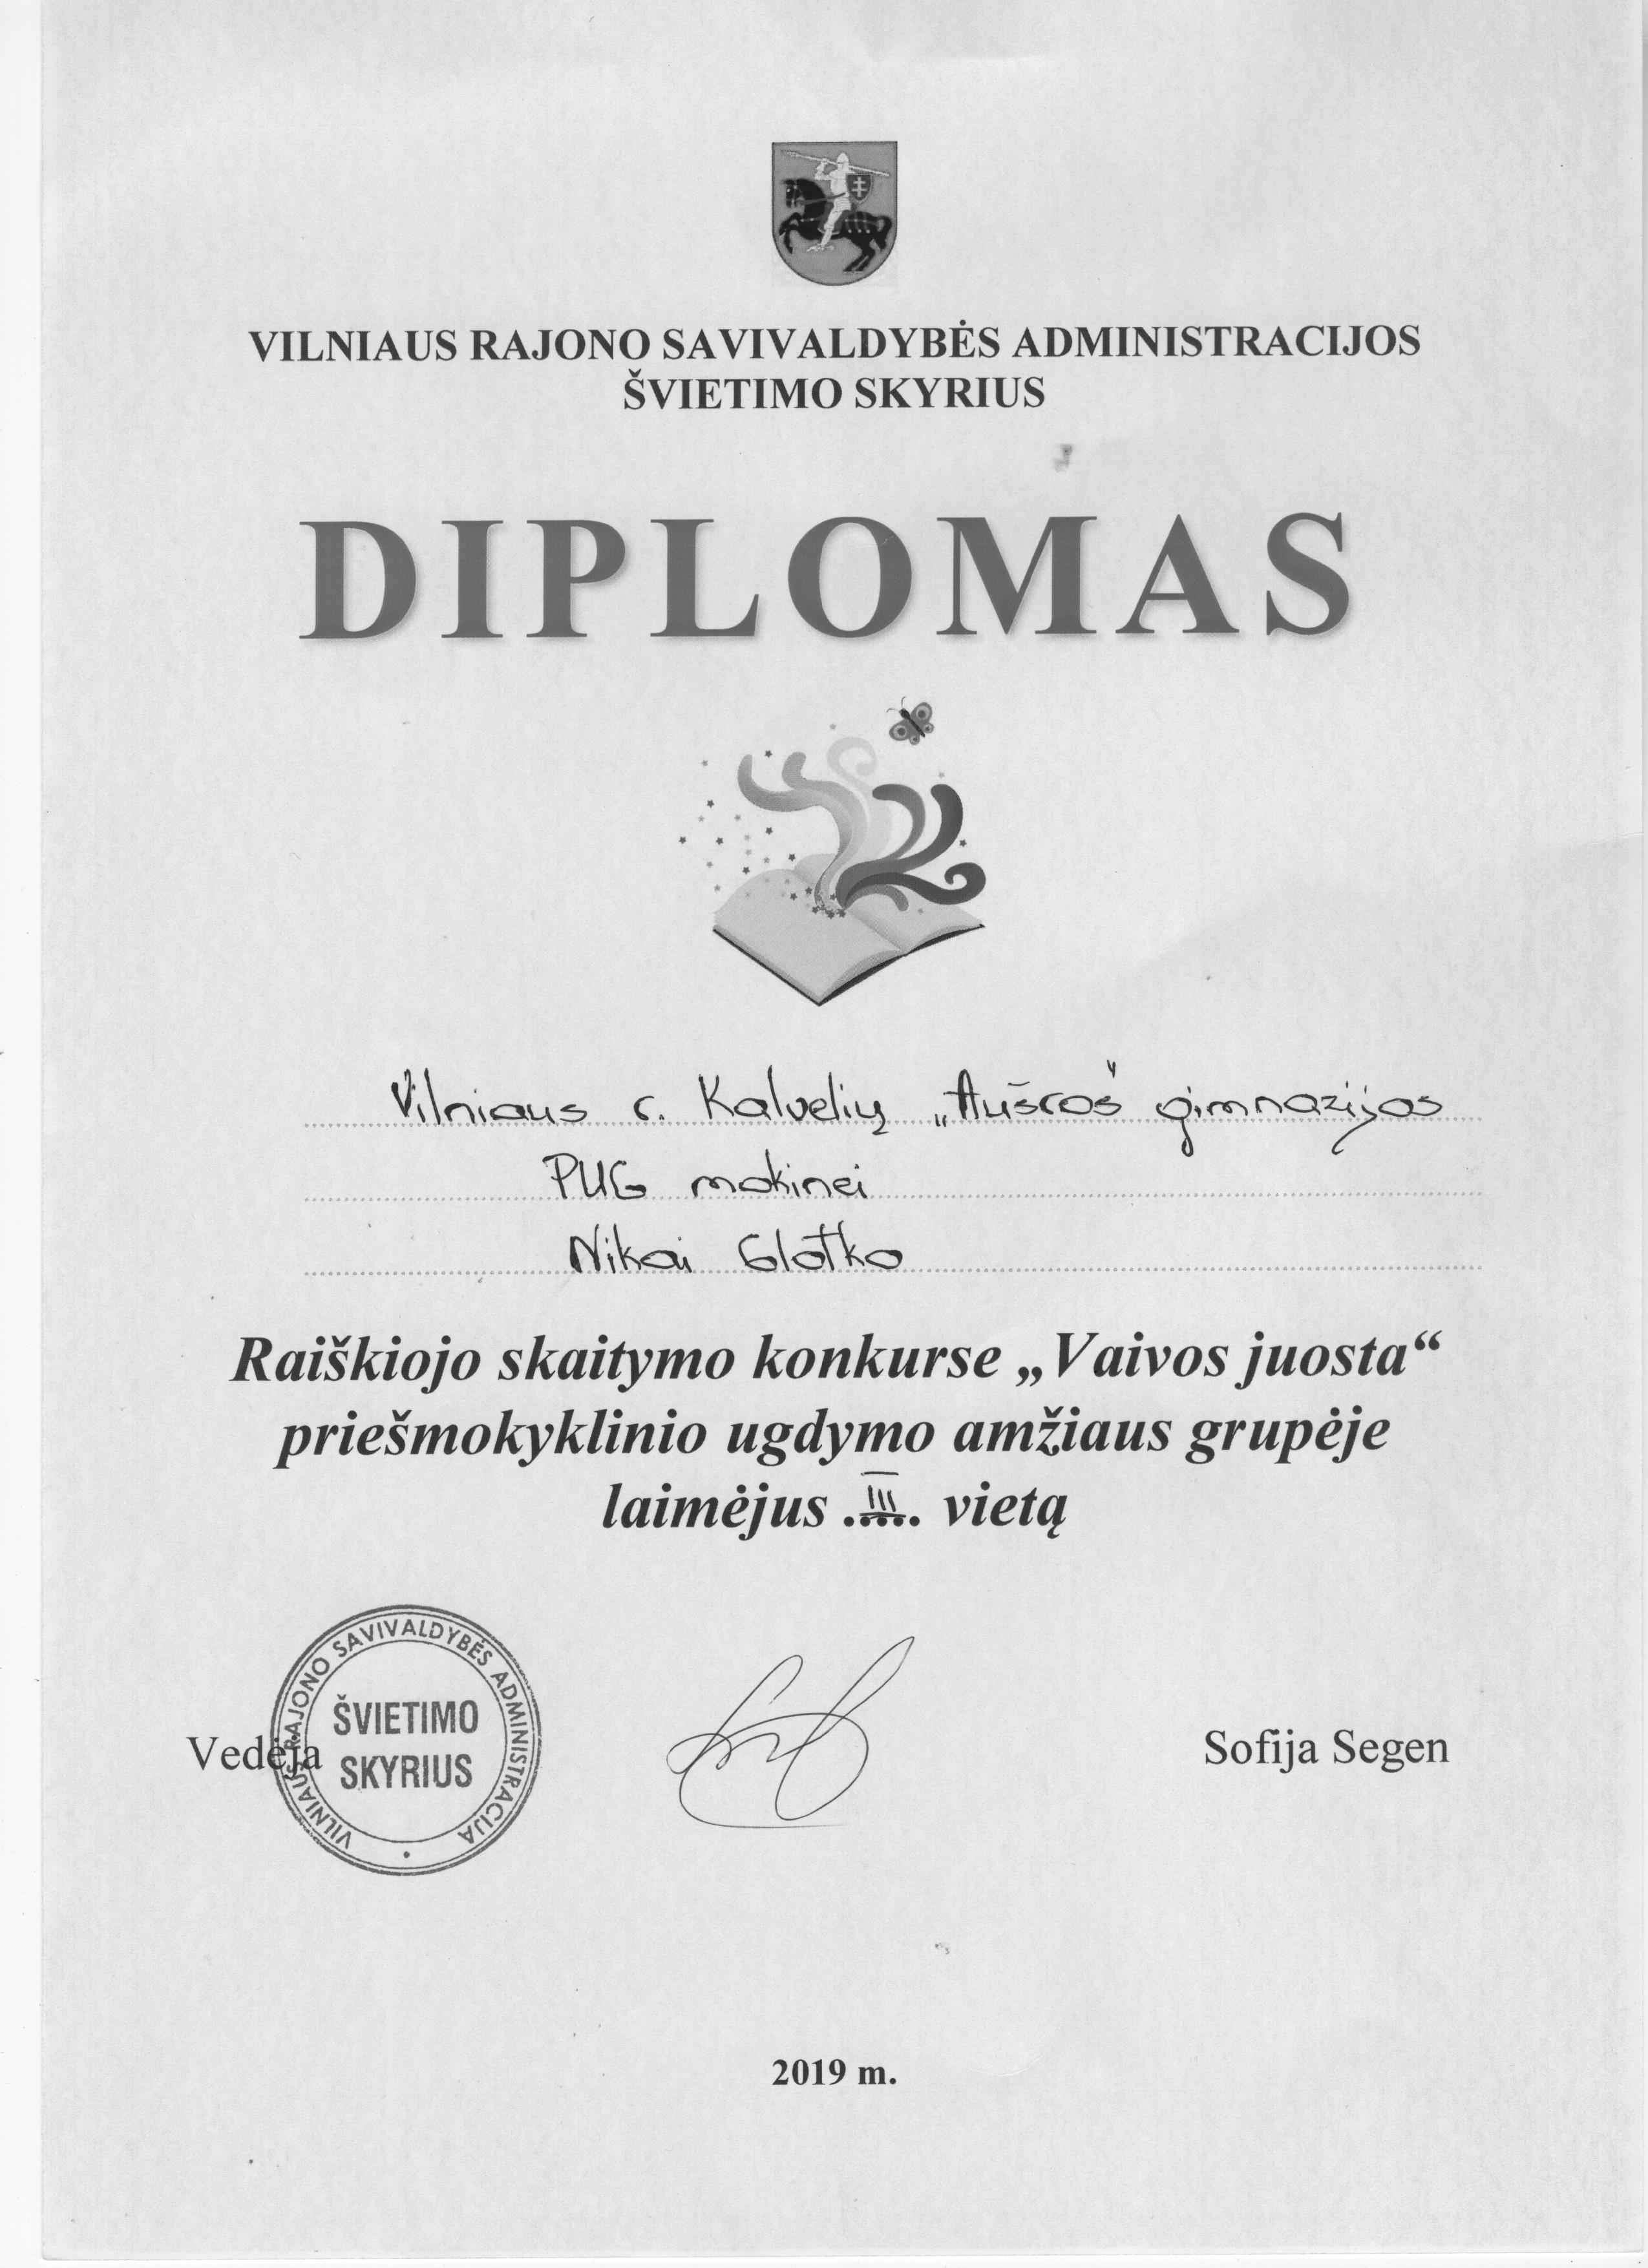 VILNIAUS RAJONO SAVIVALDYBĖS ADMINISTRACIJOS
ŠVIETIMO SKYRIUS
DIPLOMAS
Vilniaus r. Kalvelių „Aušros" gimnazijos
PUG mokinei
Nikai Glotko
Raiškiojo skaitymo konkurse „Vaivos juosta“
priešmokyklinio ugdymo amžiaus grupėje
laimėjus .III. vietą
Vedėja
VILNIAUS RAJONO SAVIVALDYBĖS ADMINISTRACIJA
ŠVIETIMO
SKYRIUS
Sofija Segen
2019 m.